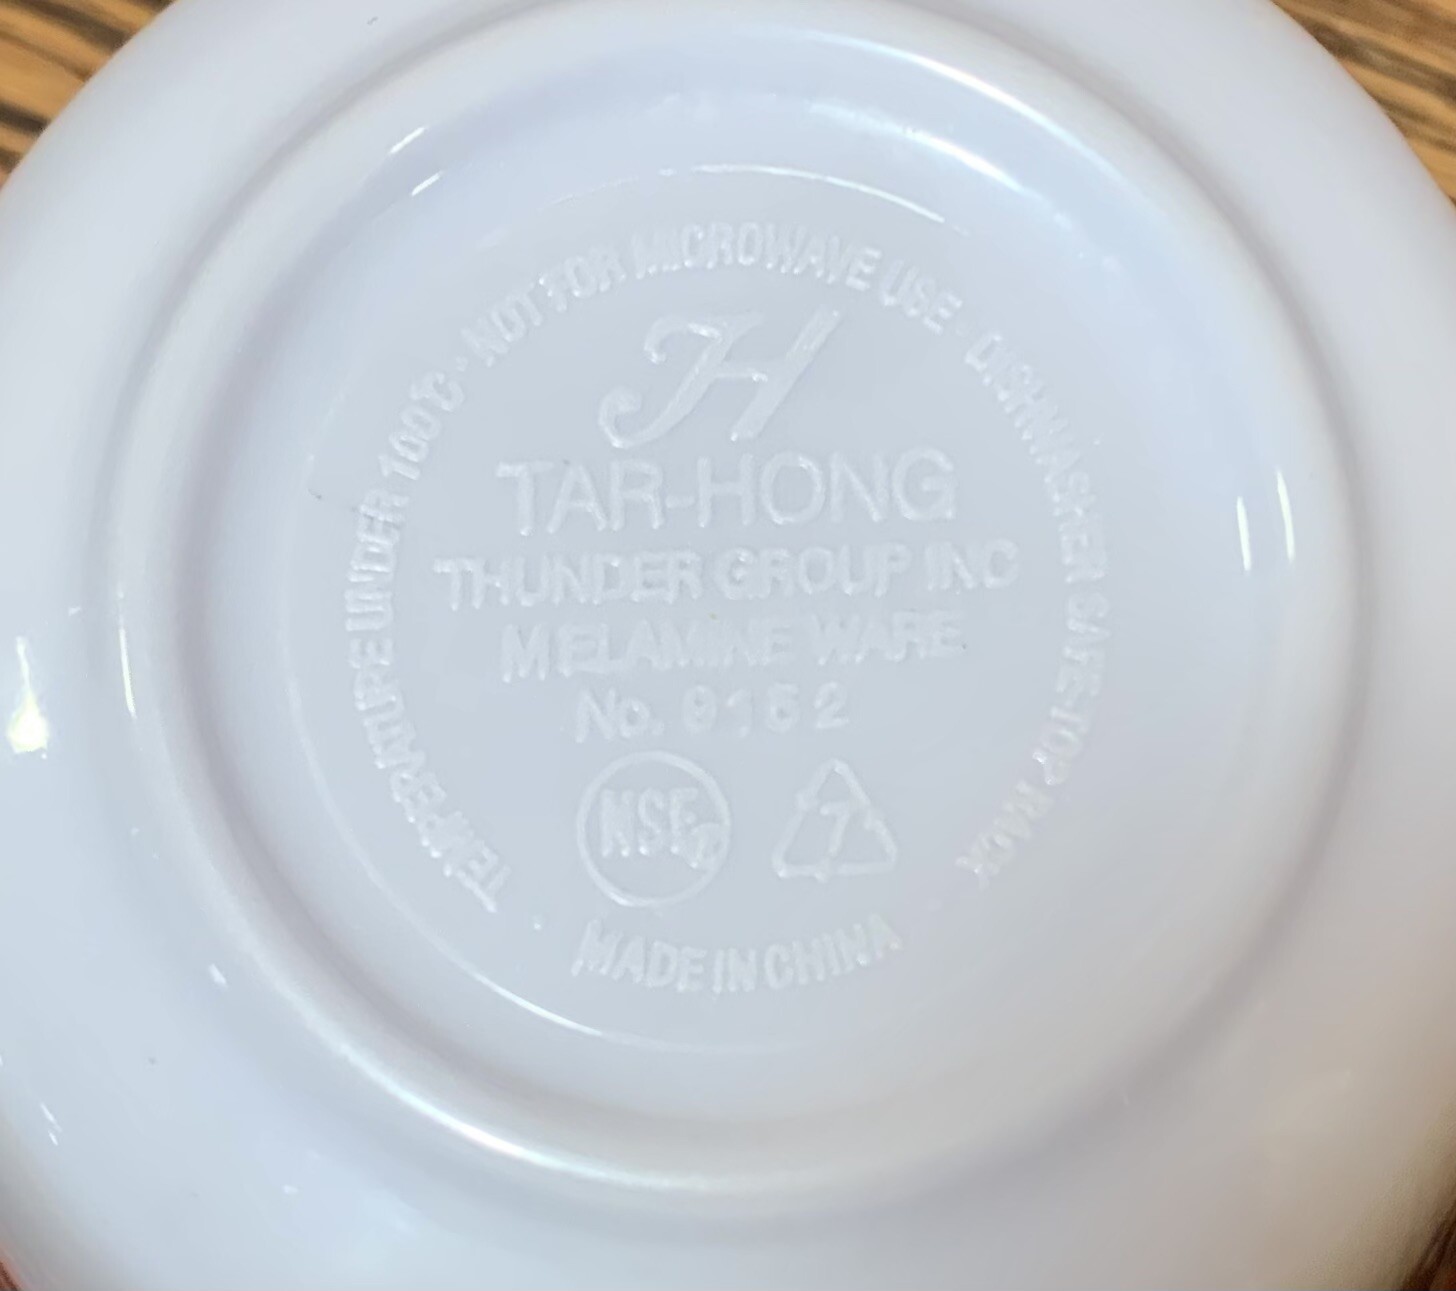 TEMPERATURE UNDER 100℃ · NOT FOR MICROWAVE USE · DISHWASHER SAFE-TOP RACK
H
TAR-HONG
THUNDER GROUP INC
MELAMINE WARE
No. 9152
NSF®
7
· MADE IN CHINA